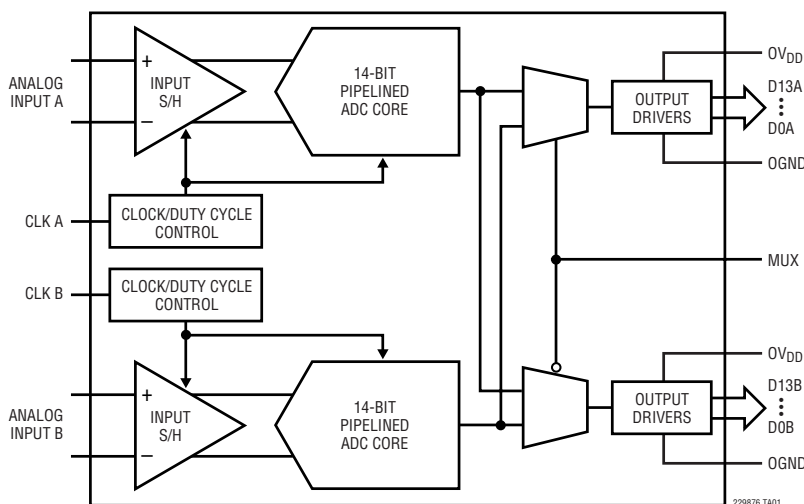 ANALOG
INPUT A
+
−
INPUT
S/H
14-BIT
PIPELINED
ADC CORE
OUTPUT
DRIVERS
OVDD
D13A
D0A
OGND
CLK A
CLOCK/DUTY CYCLE
CONTROL
MUX
CLK B
CLOCK/DUTY CYCLE
CONTROL
ANALOG
INPUT B
+
−
INPUT
S/H
14-BIT
PIPELINED
ADC CORE
OUTPUT
DRIVERS
OVDD
D13B
D0B
OGND
229876 TA01